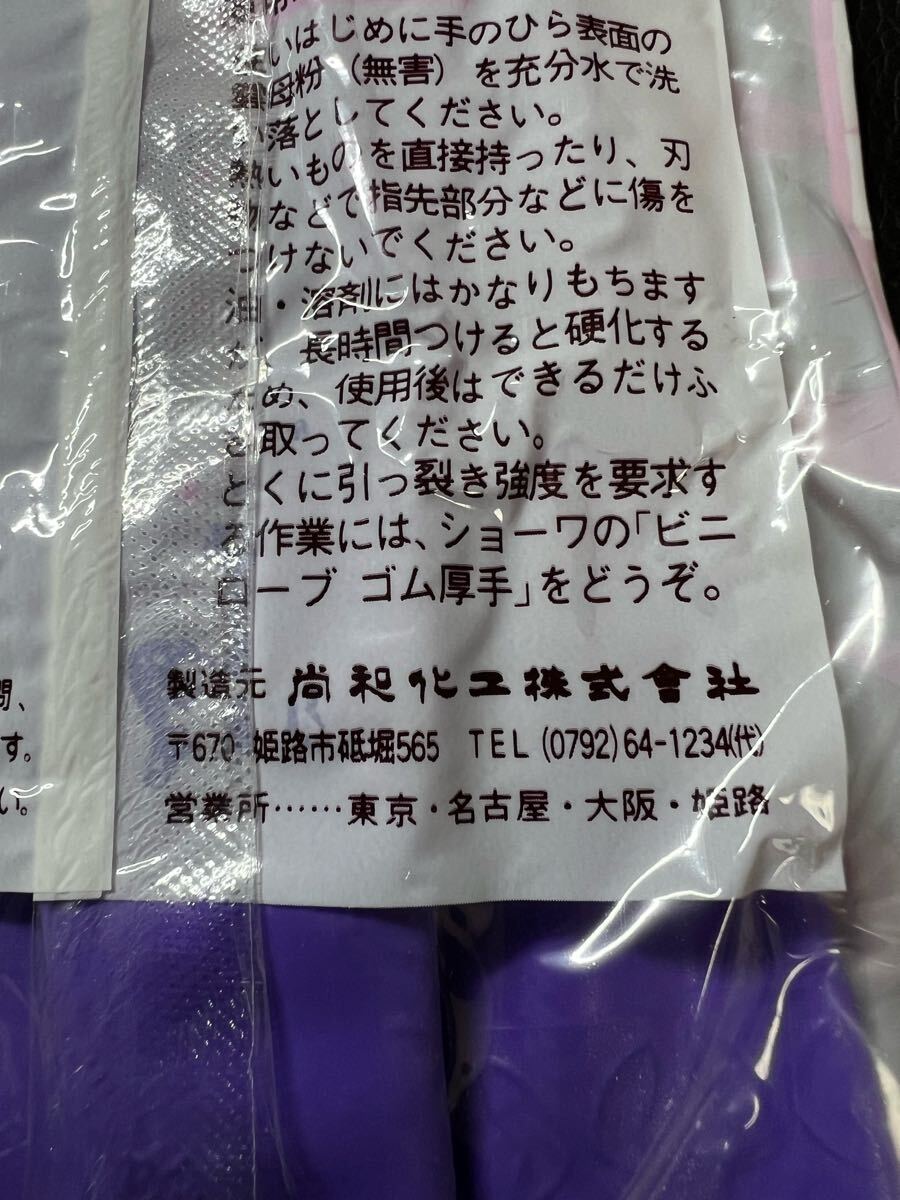 いはじめに手のひら表面の
母粉(無害)を充分水で洗
落としてください。
熱いものを直接持ったり、刃
などで指先部分などに傷を
つけないでください。
油・溶剤にはかなりもちます
、長時間つけると硬化する
ため、使用後はできるだけふ
き取ってください。
とくに引っ裂き強度を要求す
る作業には、ショーワの「ビニ
ローブ ゴム厚手」をどうぞ。
製造元 尚和化工株式會社
〒670 姫路市砥堀565 TEL (0792)64-1234(代)
営業所……東京・名古屋・大阪・姫路
間、
す。
い。